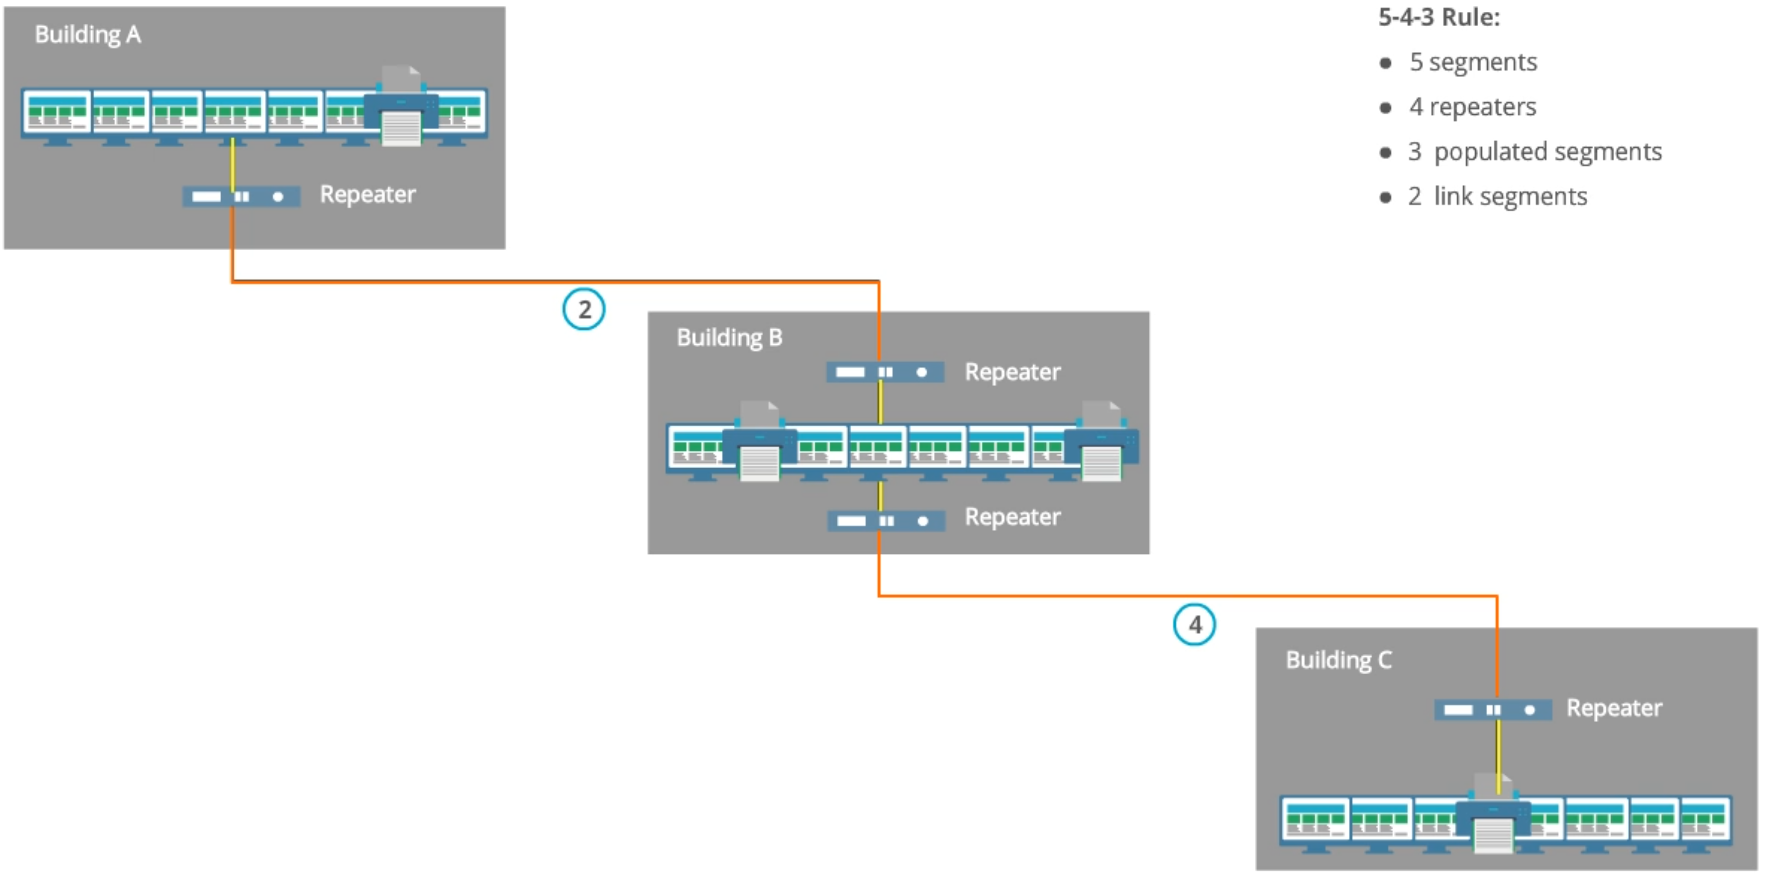 Building A
Repeater
5-4-3 Rule:
● 5 segments
● 4 repeaters
● 3 populated segments
● 2 link segments
2
Building B
Repeater
Repeater
4
Building C
Repeater